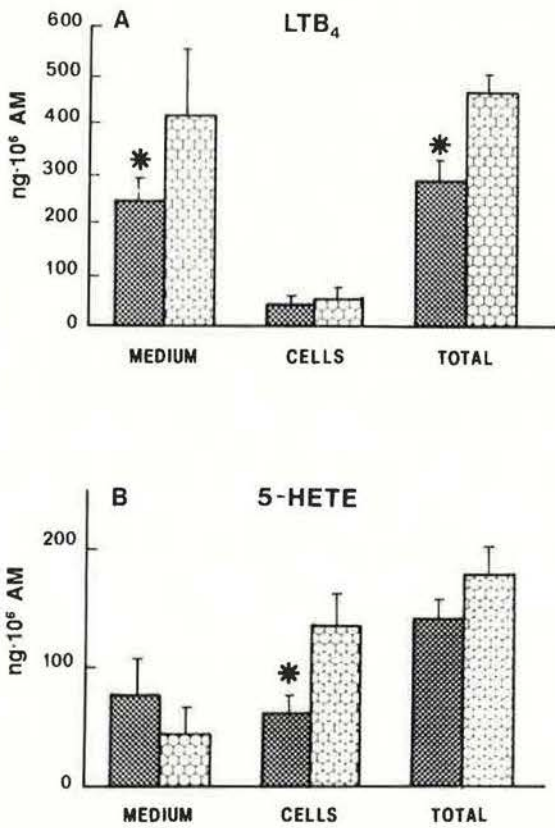 A LTB₄
600
500
400
300
200
100
0
ng·10⁶ AM
*
*
MEDIUM CELLS TOTAL
B 5-HETE
200
100
0
ng·10⁶ AM
*
MEDIUM CELLS TOTAL